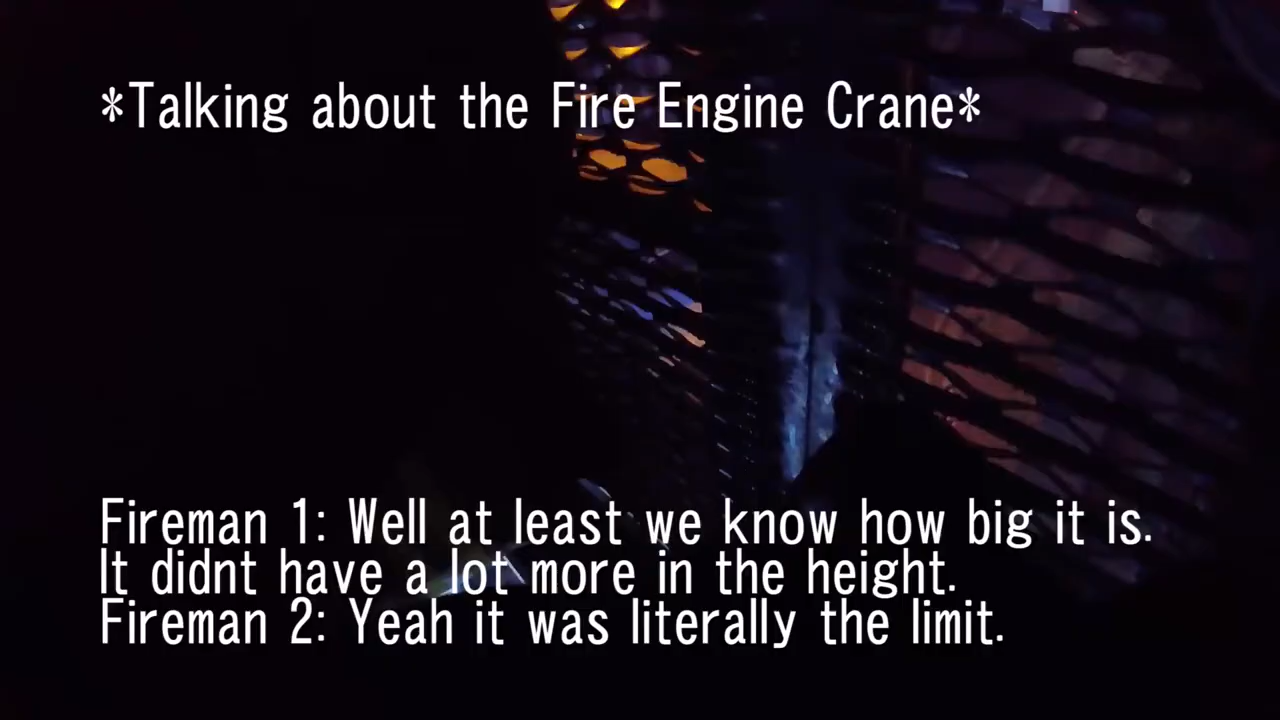 *Talking about the Fire Engine Crane*
Fireman 1: Well at least we know how big it is.
It didnt have a lot more in the height.
Fireman 2: Yeah it was literally the limit.